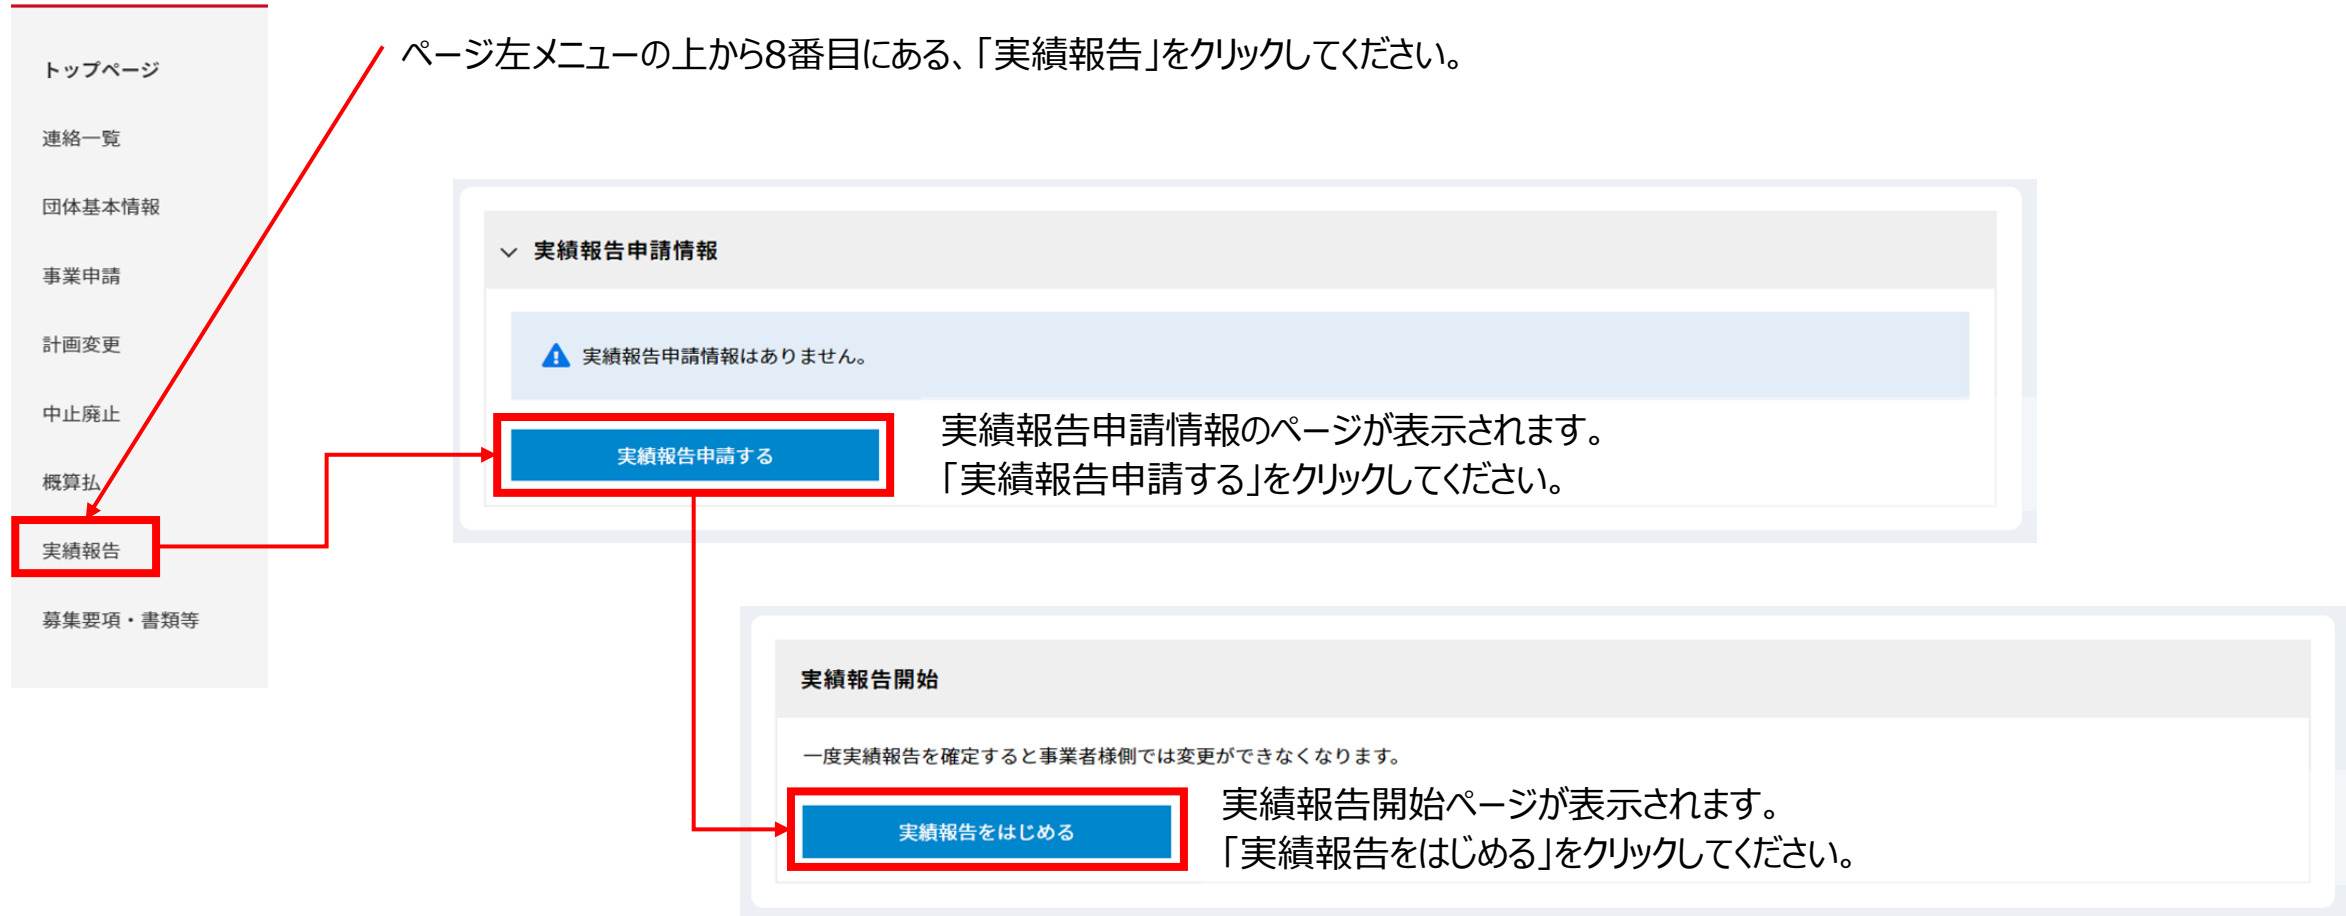 ページ左メニューの上から8番目にある、「実績報告」をクリックしてください。
トップページ
連絡一覧
団体基本情報
事業申請
計画変更
中止廃止
概算払
実績報告
募集要項・書類等
実績報告申請情報
実績報告申請情報はありません。
実績報告申請する
実績報告申請情報のページが表示されます。
「実績報告申請する」をクリックしてください。
実績報告開始
一度実績報告を確定すると事業者様側では変更ができなくなります。
実績報告をはじめる
実績報告開始ページが表示されます。
「実績報告をはじめる」をクリックしてください。